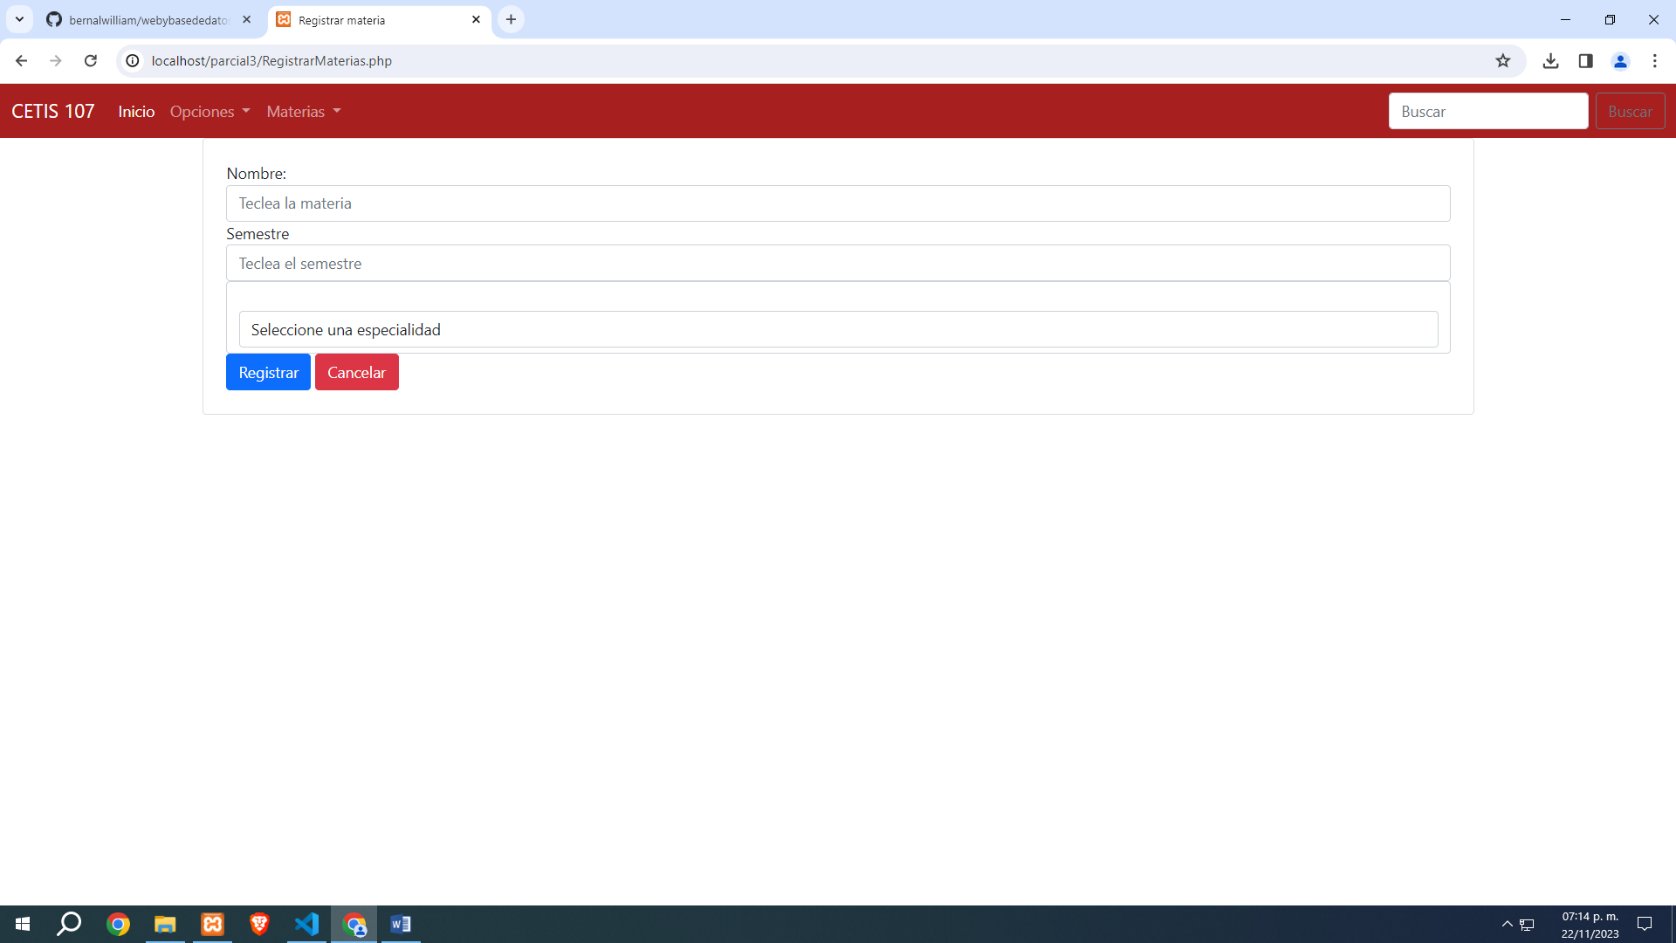 bernalwilliam/webybasededato
Registrar materia
localhost/parcial3/RegistrarMaterias.php
CETIS 107 Inicio Opciones Materias Buscar Buscar
Nombre:
Teclea la materia
Semestre
Teclea el semestre
Seleccione una especialidad
Registrar Cancelar
07:14 p. m.
22/11/2023